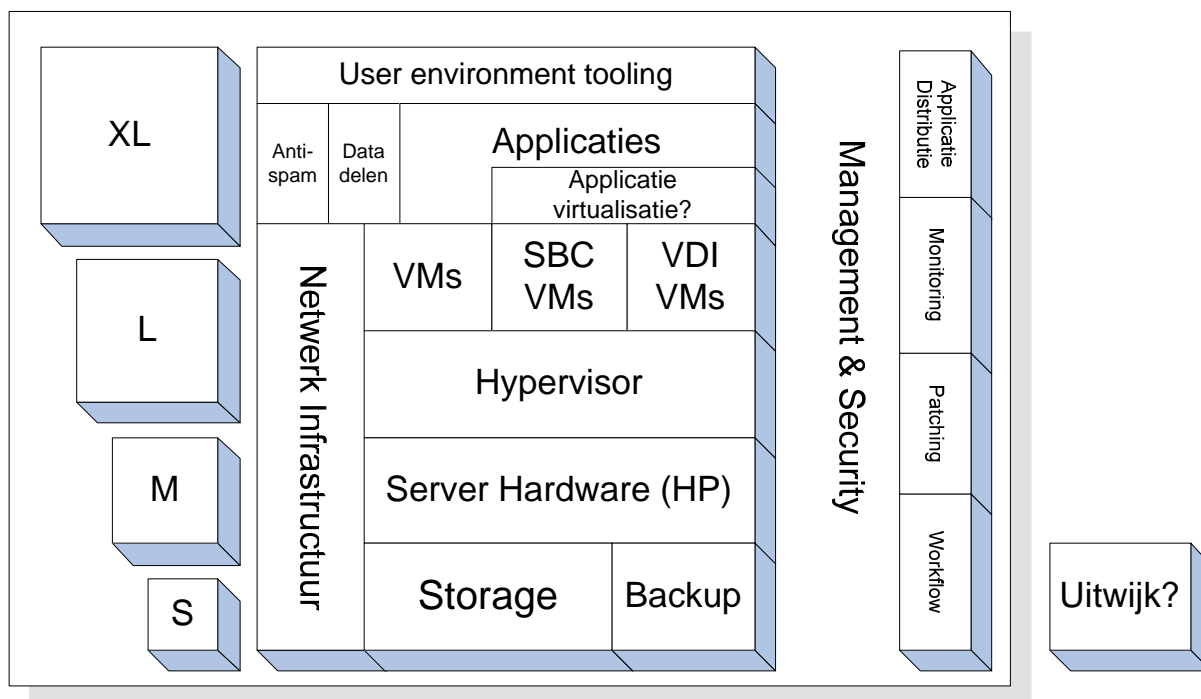 XL
L
M
S
User environment tooling
Anti-
spam
Data
delen
Applicaties
Applicatie
virtualisatie?
Netwerk Infrastructuur
VMs
SBC
VMs
VDI
VMs
Hypervisor
Server Hardware (HP)
Storage
Backup
Management & Security
Applicatie
Distributie
Monitoring
Patching
Workflow
Uitwijk?